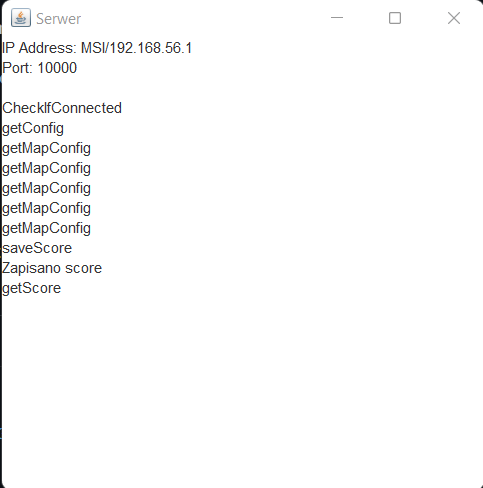 Serwer
IP Address: MSI/192.168.56.1
Port: 10000
CheckIfConnected
getConfig
getMapConfig
getMapConfig
getMapConfig
getMapConfig
getMapConfig
saveScore
Zapisano score
getScore